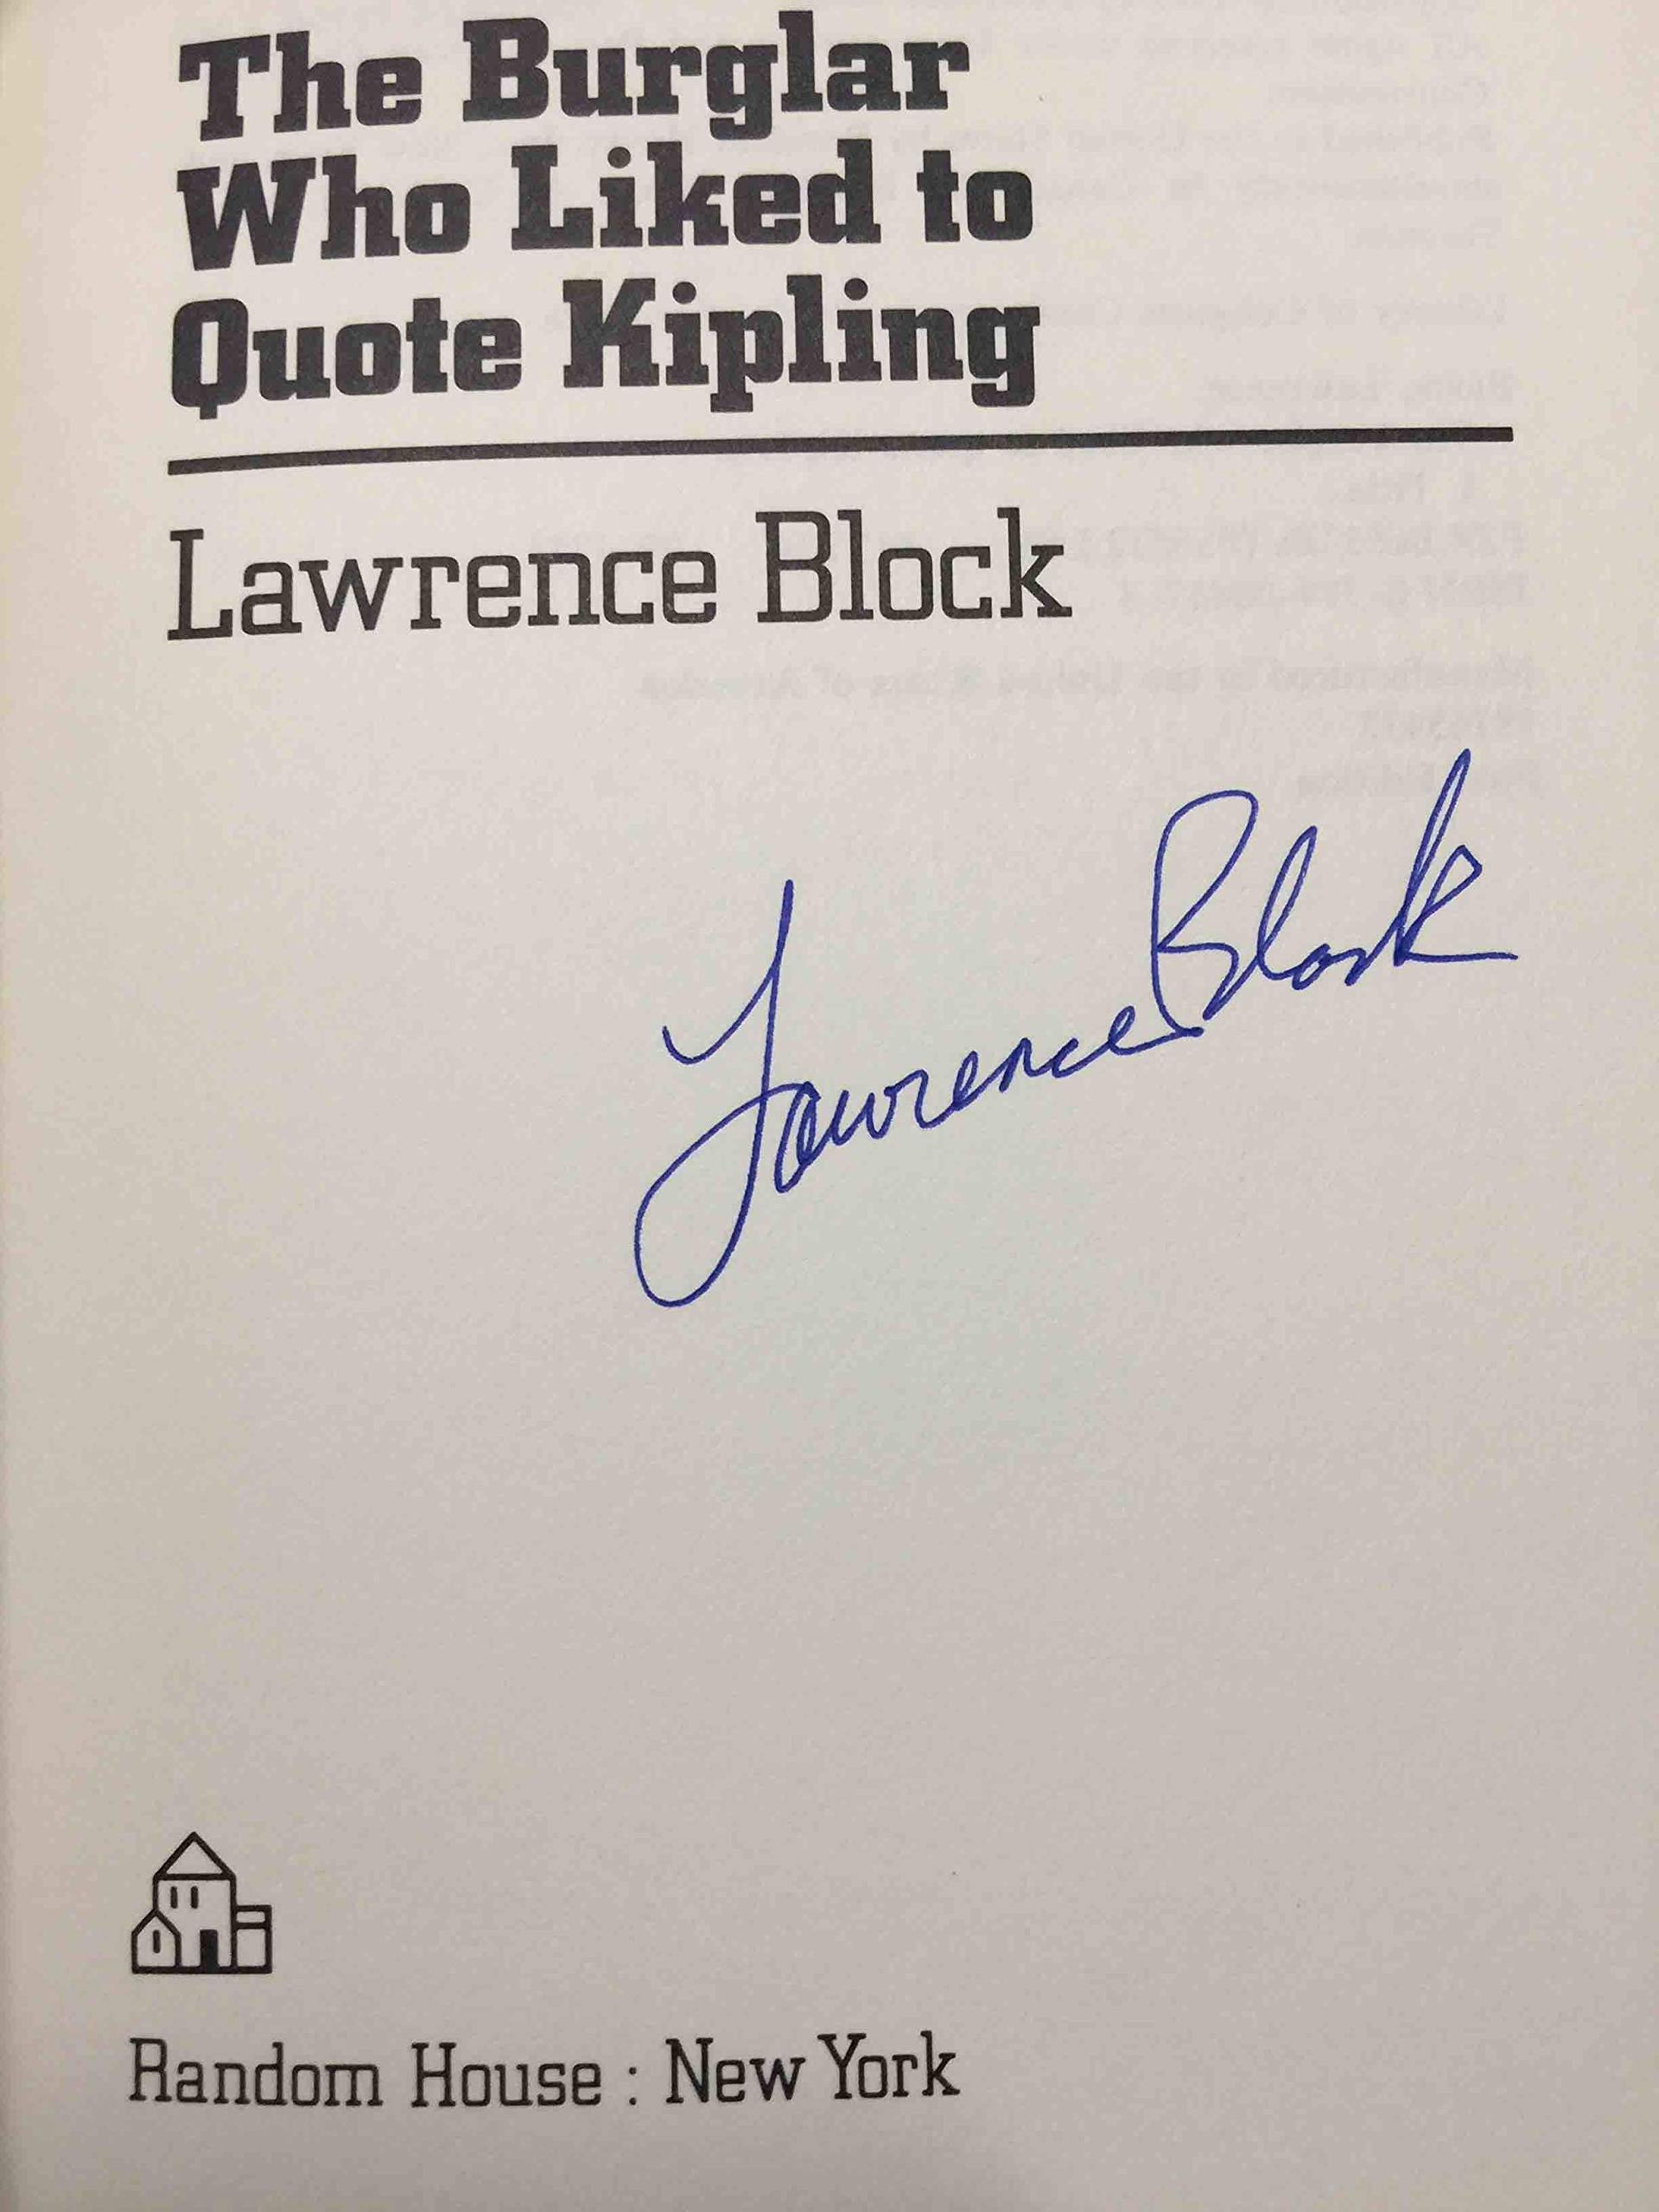 The Burglar
Who Liked to
Quote Kipling
Lawrence Block
Lawrence Block
Random House : New York